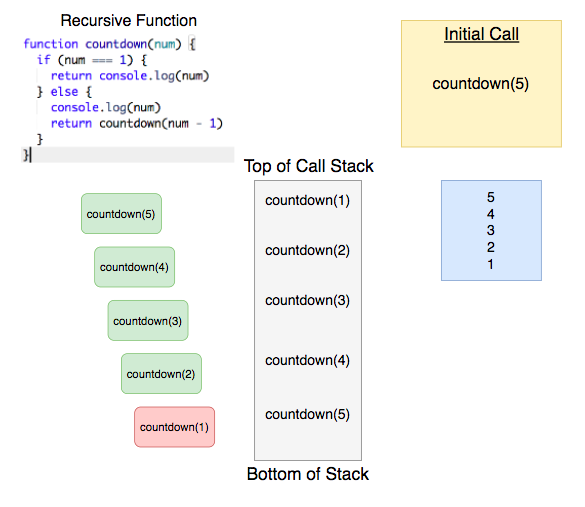 Recursive Function
function countdown(num) {
  if (num === 1) {
    return console.log(num)
  } else {
    console.log(num)
    return countdown(num - 1)
  }
}
Initial Call
countdown(5)
Top of Call Stack
countdown(5)
countdown(4)
countdown(3)
countdown(2)
countdown(1)
countdown(1)
countdown(2)
countdown(3)
countdown(4)
countdown(5)
Bottom of Stack
5
4
3
2
1